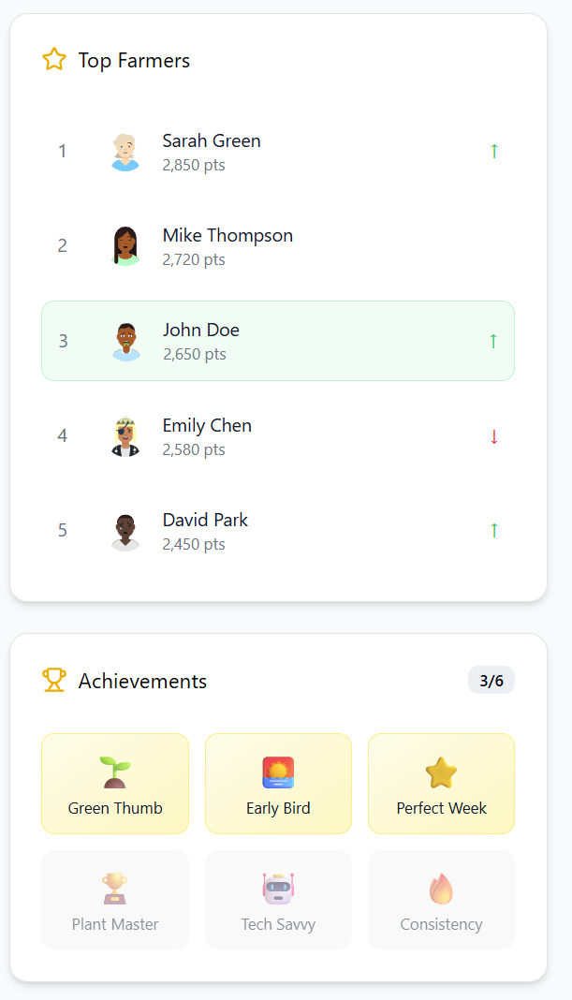 Top Farmers
1
Sarah Green
2,850 pts
↑
2
Mike Thompson
2,720 pts
3
John Doe
2,650 pts
↑
4
Emily Chen
2,580 pts
↓
5
David Park
2,450 pts
↑
Achievements
3/6
Green Thumb
Early Bird
Perfect Week
Plant Master
Tech Savvy
Consistency